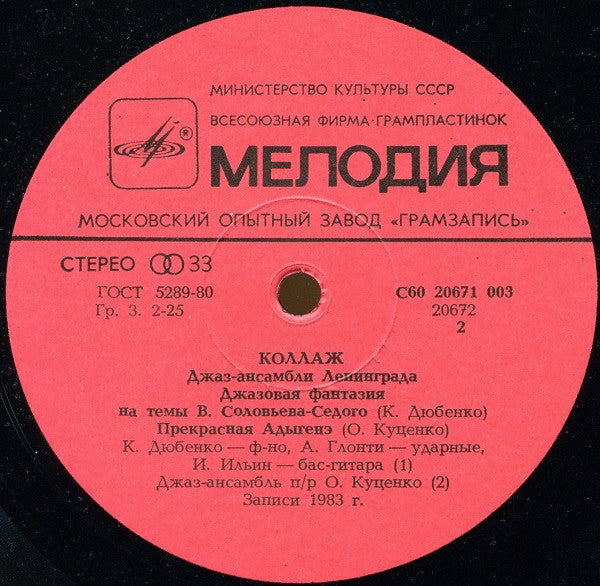 МИНИСТЕРСТВО КУЛЬТУРЫ СССР
ВСЕСОЮЗНАЯ ФИРМА·ГРАМПЛАСТИНОК
®
МЕЛОДИЯ
МОСКОВСКИЙ ОПЫТНЫЙ ЗАВОД «ГРАМЗАПИСЬ»
СТЕРЕО 33
ГОСТ 5289-80
Гр. 3. 2-25
С60 20671 003
20672
2
КОЛЛАЖ
Джаз-ансамбли Ленинграда
Джазовая фантазия
на темы В. Соловьева-Седого (К. Дюбенко)
Прекрасная Адыгенэ (О. Куценко)
К. Дюбенко — ф-но, А. Глонти — ударные,
И. Ильин — бас-гитара (1)
Джаз-ансамбль п/р О. Куценко (2)
Записи 1983 г.